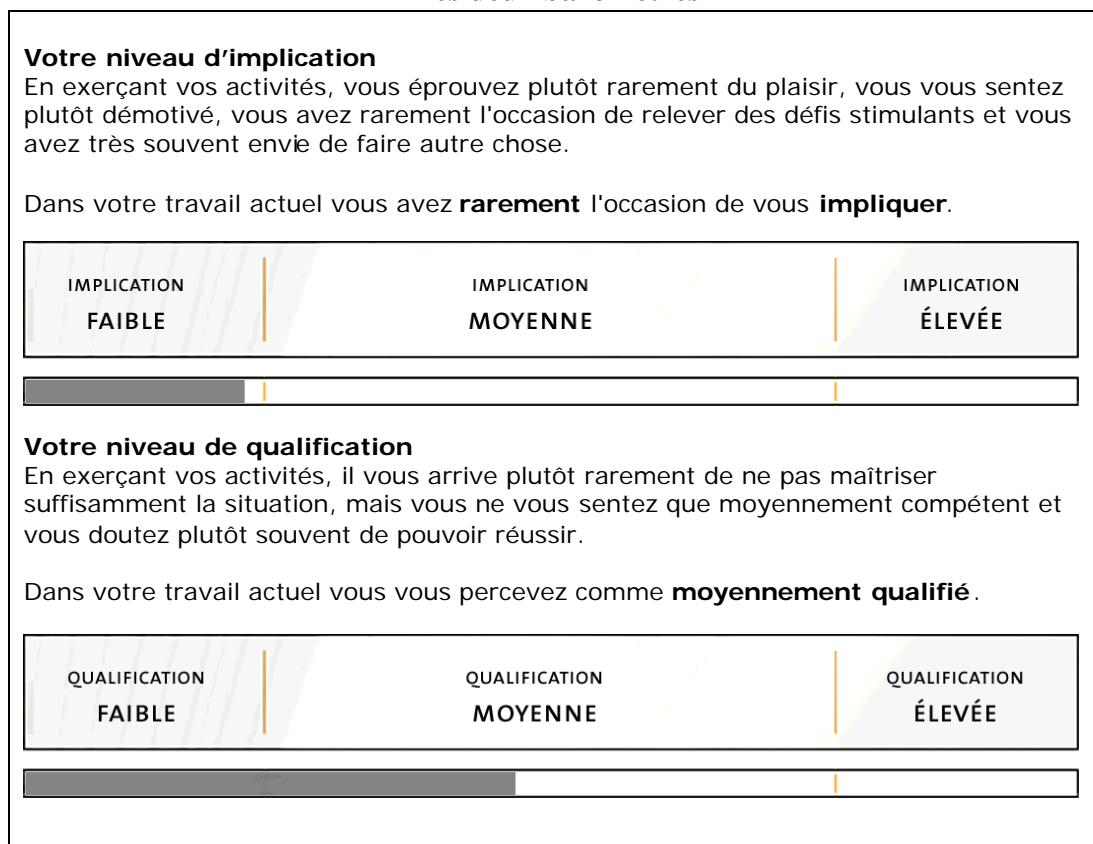 Votre niveau d'implication
En exerçant vos activités, vous éprouvez plutôt rarement du plaisir, vous vous sentez
plutôt démotivé, vous avez rarement l'occasion de relever des défis stimulants et vous
avez très souvent envie de faire autre chose.
Dans votre travail actuel vous avez rarement l'occasion de vous impliquer.
IMPLICATION IMPLICATION IMPLICATION
FAIBLE MOYENNE ÉLEVÉE
Votre niveau de qualification
En exerçant vos activités, il vous arrive plutôt rarement de ne pas maîtriser
suffisamment la situation, mais vous ne vous sentez que moyennement compétent et
vous doutez plutôt souvent de pouvoir réussir.
Dans votre travail actuel vous vous percevez comme moyennement qualifié.
QUALIFICATION QUALIFICATION QUALIFICATION
FAIBLE MOYENNE ÉLEVÉE